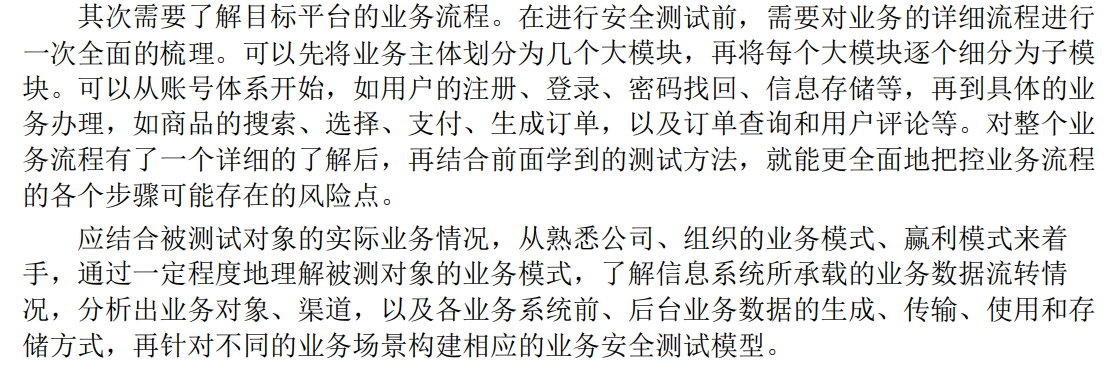 其次需要了解目标平台的业务流程。在进行安全测试前，需要对业务的详细流程进行
一次全面的梳理。可以先将业务主体划分为几个大模块，再将每个大模块逐个细分为子模
块。可以从账号体系开始，如用户的注册、登录、密码找回、信息存储等，再到具体的业
务办理，如商品的搜索、选择、支付、生成订单，以及订单查询和用户评论等。对整个业
务流程有了一个详细的了解后，再结合前面学到的测试方法，就能更全面地把控业务流程
的各个步骤可能存在的风险点。
应结合被测试对象的实际业务情况，从熟悉公司、组织的业务模式、赢利模式来着
手，通过一定程度地理解被测对象的业务模式，了解信息系统所承载的业务数据流转情
况，分析出业务对象、渠道，以及各业务系统前、后台业务数据的生成、传输、使用和存
储方式，再针对不同的业务场景构建相应的业务安全测试模型。